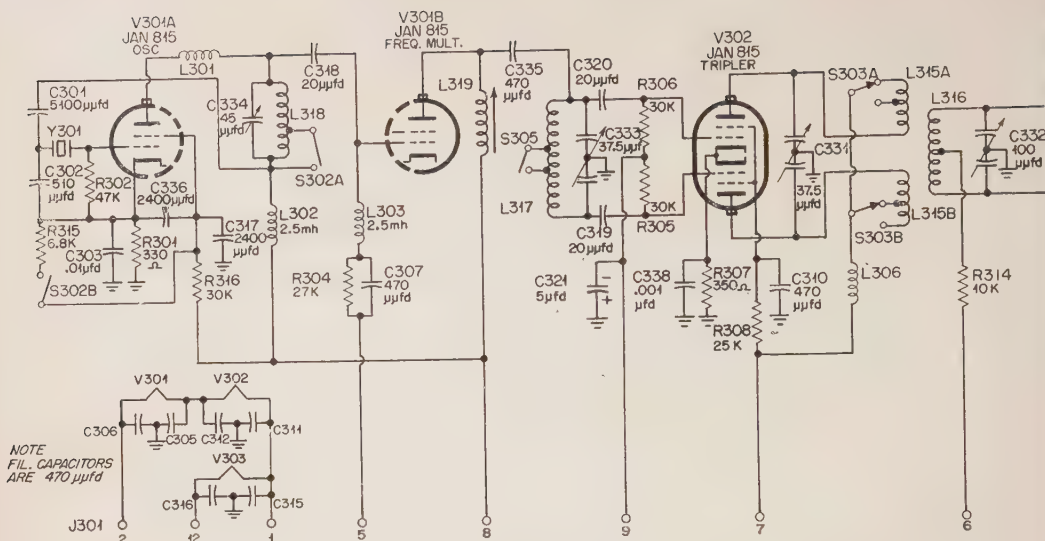 V301A
JAN 815
OSC
L301
C301
5100μμfd
Y301
C302
510
μμfd
R302
47K
C336
2400μμfd
R315
6.8K
S302B
C303
.01μfd
R301
330
Ω
R316
30K
C317
2400
μμfd
C334
45
μμfd
L318
S302A
L302
2.5mh
C318
20μμfd
V301B
JAN 815
FREQ. MULT.
L303
2.5mh
R304
27K
C307
470
μμfd
L319
C335
470
μμfd
S305
L317
C320
20μμfd
C333
37.5μμf
C319
20μμfd
R306
30K
30K
R305
C321
5μfd
−
+
V302
JAN 815
TRIPLER
C338
.001
μfd
R307
350Ω
R308
25K
C310
470
μμfd
C331
37.5
μμfd
S303A
L315A
L315B
S303B
L306
L316
C332
100
μμfd
R314
10K
V301
V302
C306
C305
C312
C311
V303
C316
C315
NOTE
FIL. CAPACITORS
ARE 470 μμfd
J301
2
12
1
5
8
9
7
6